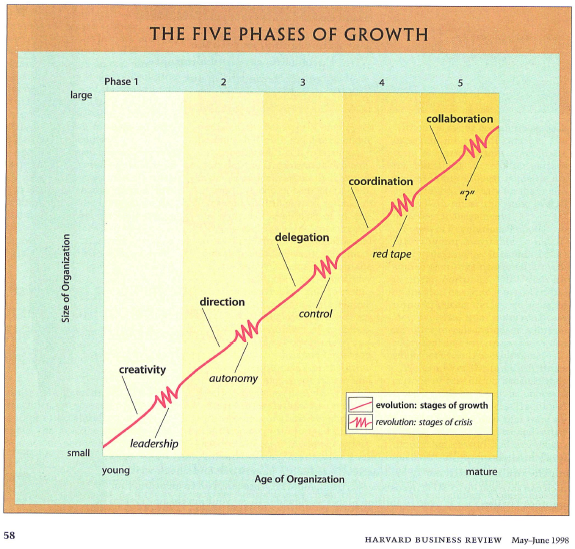 THE FIVE PHASES OF GROWTH
Phase 1 2 3 4 5
large
collaboration
"?"
coordination
red tape
delegation
control
direction
autonomy
creativity
leadership
Size of Organization
evolution: stages of growth
revolution: stages of crisis
small
young
mature
Age of Organization
58
HARVARD BUSINESS REVIEW May–June 1998